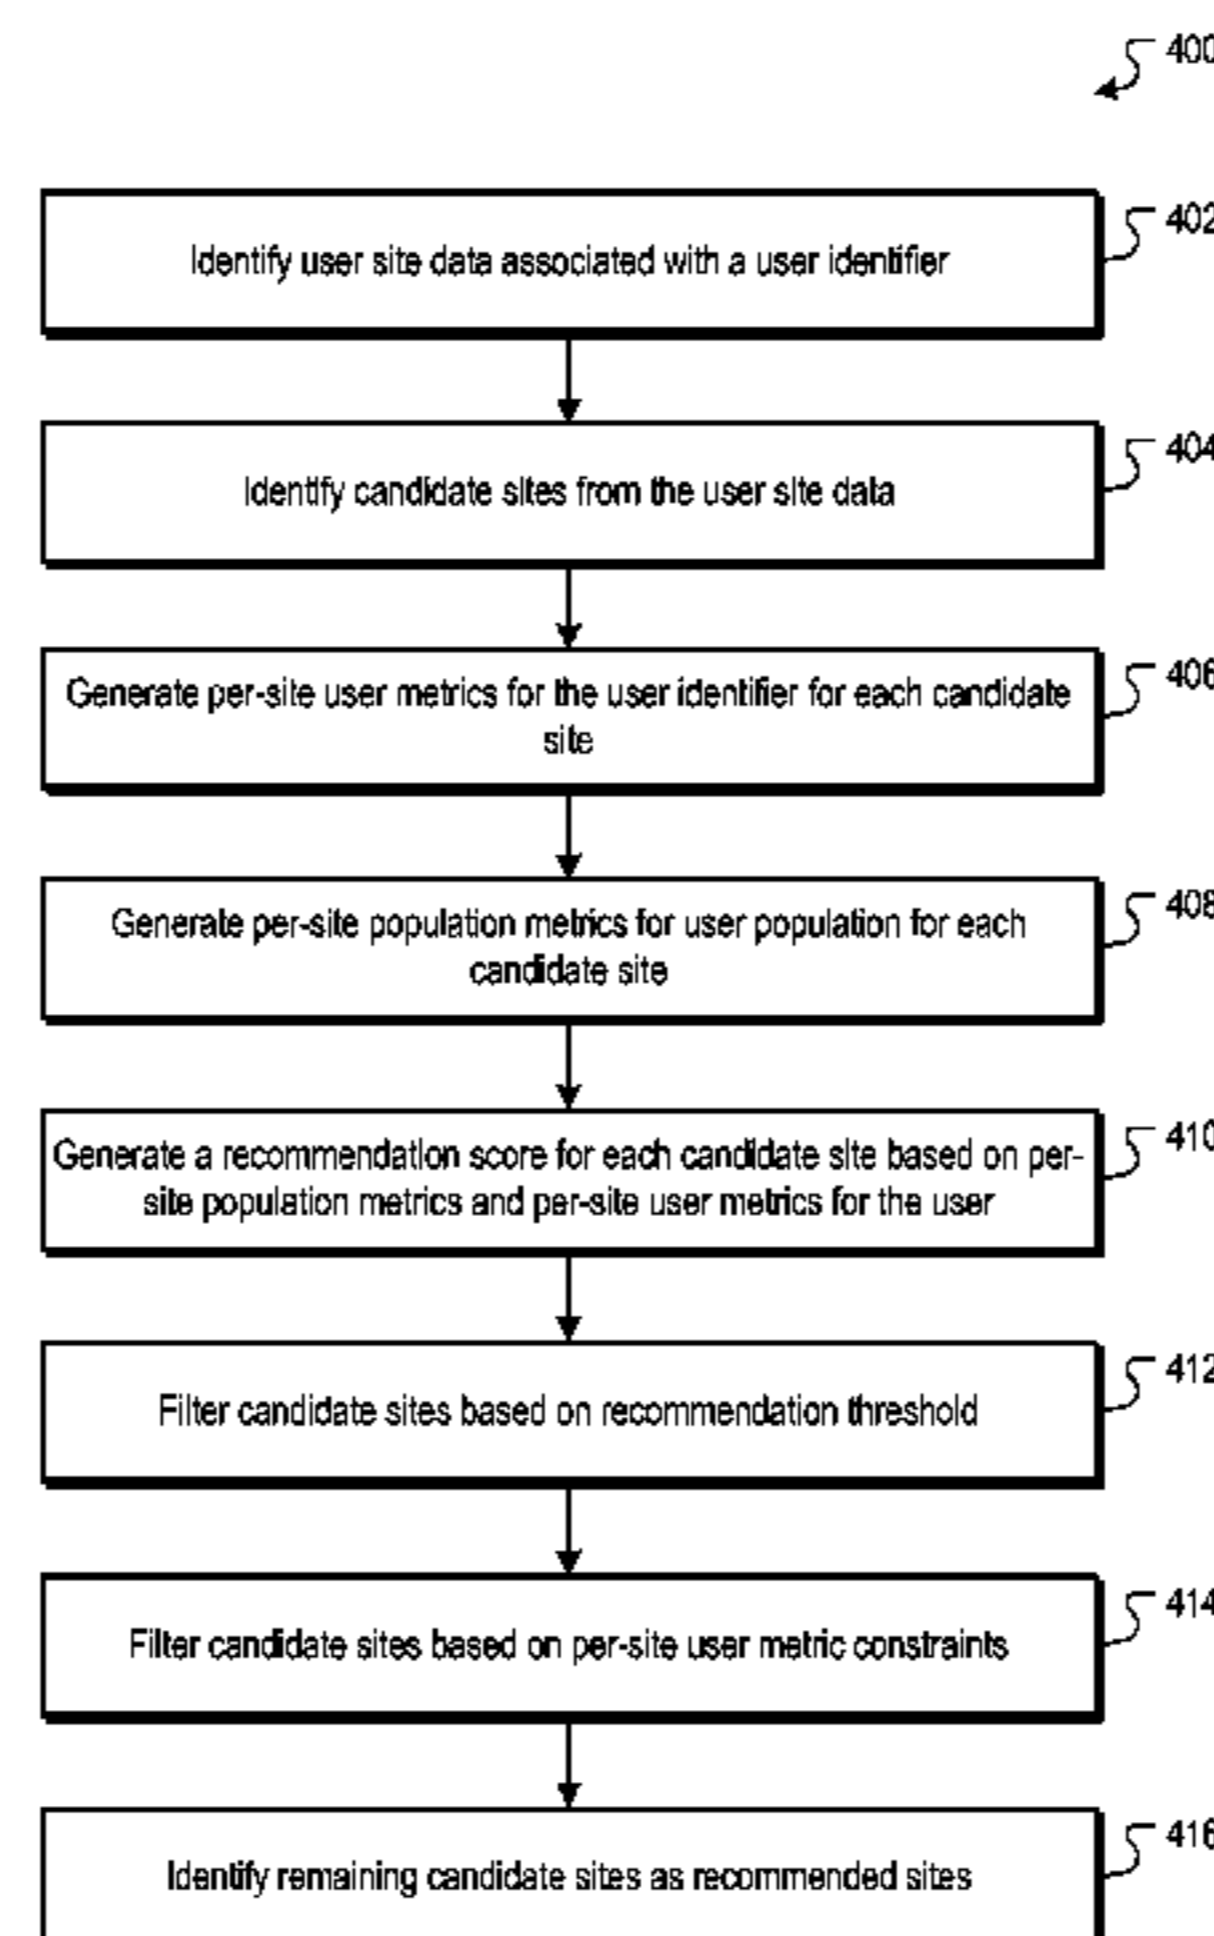 400
402
Identify user site data associated with a user identifier
404
Identify candidate sites from the user site data
406
Generate per-site user metrics for the user identifier for each candidate
site
408
Generate per-site population metrics for user population for each
candidate site
410
Generate a recommendation score for each candidate site based on per-
site population metrics and per-site user metrics for the user
412
Filter candidate sites based on recommendation threshold
414
Filter candidate sites based on per-site user metric constraints
416
Identify remaining candidate sites as recommended sites